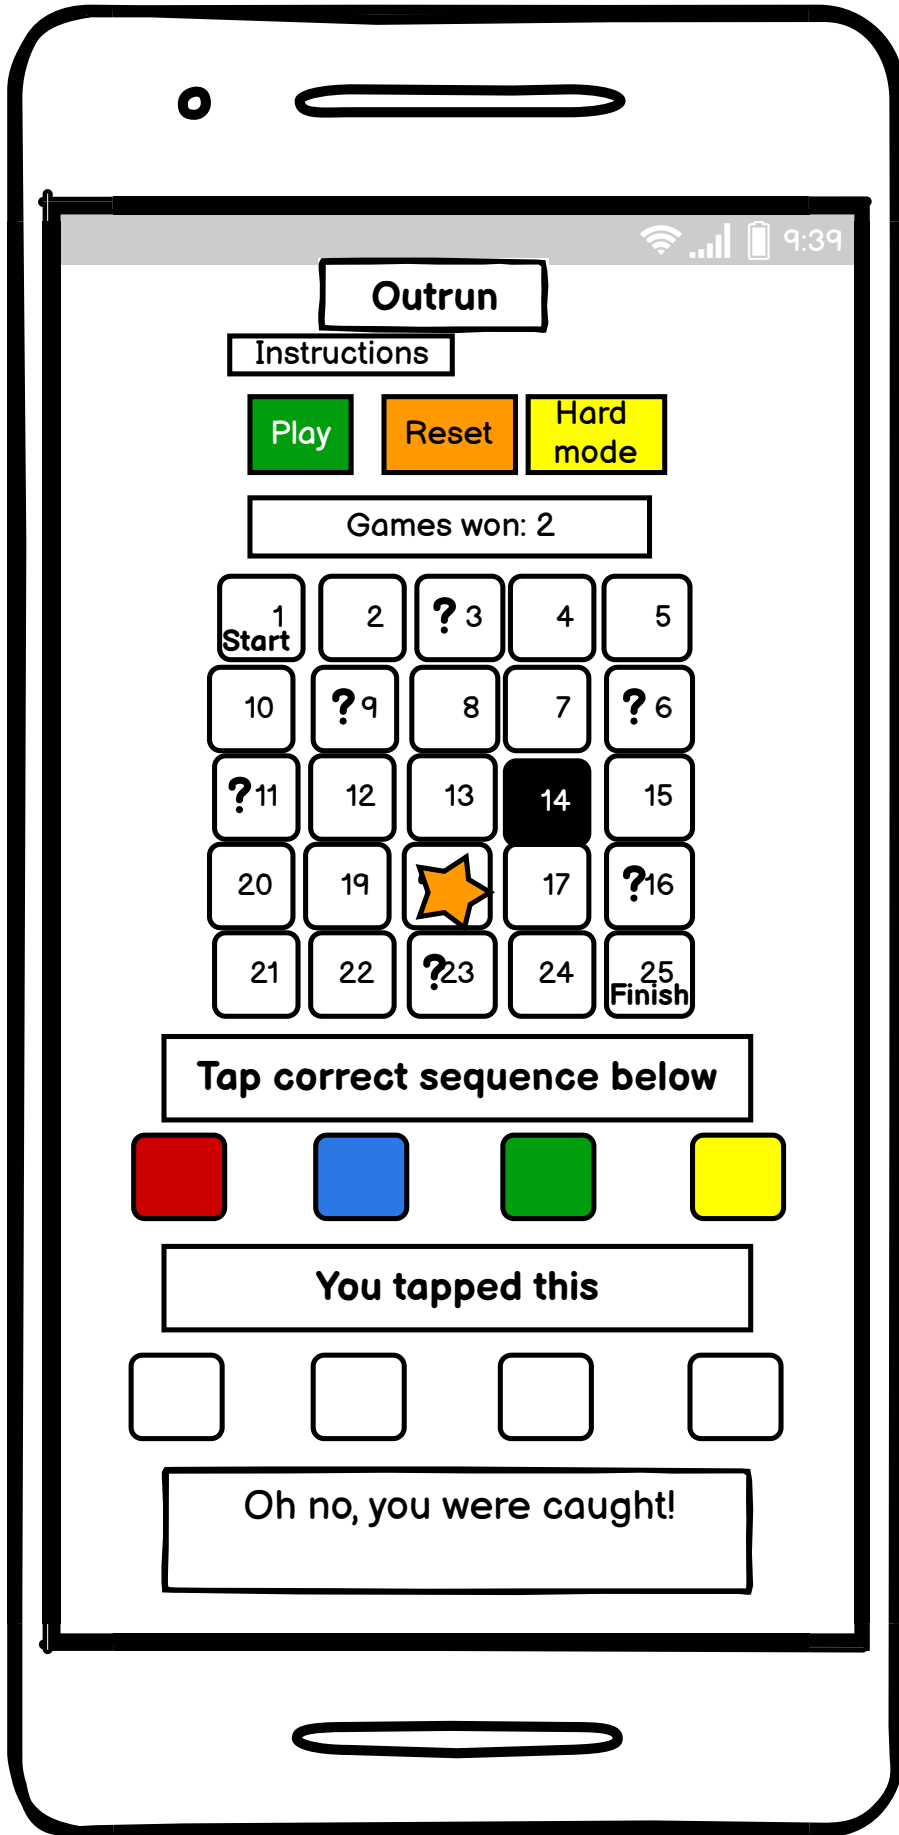 9:39
Outrun
Instructions
Play
Reset
Hard
mode
Games won: 2
1 2 ? 3 4 5
Start
10 ? 9 8 7 ? 6
? 11 12 13 14 15
20 19 17 ? 16
21 22 ? 23 24 25
Finish
Tap correct sequence below
You tapped this
Oh no, you were caught!